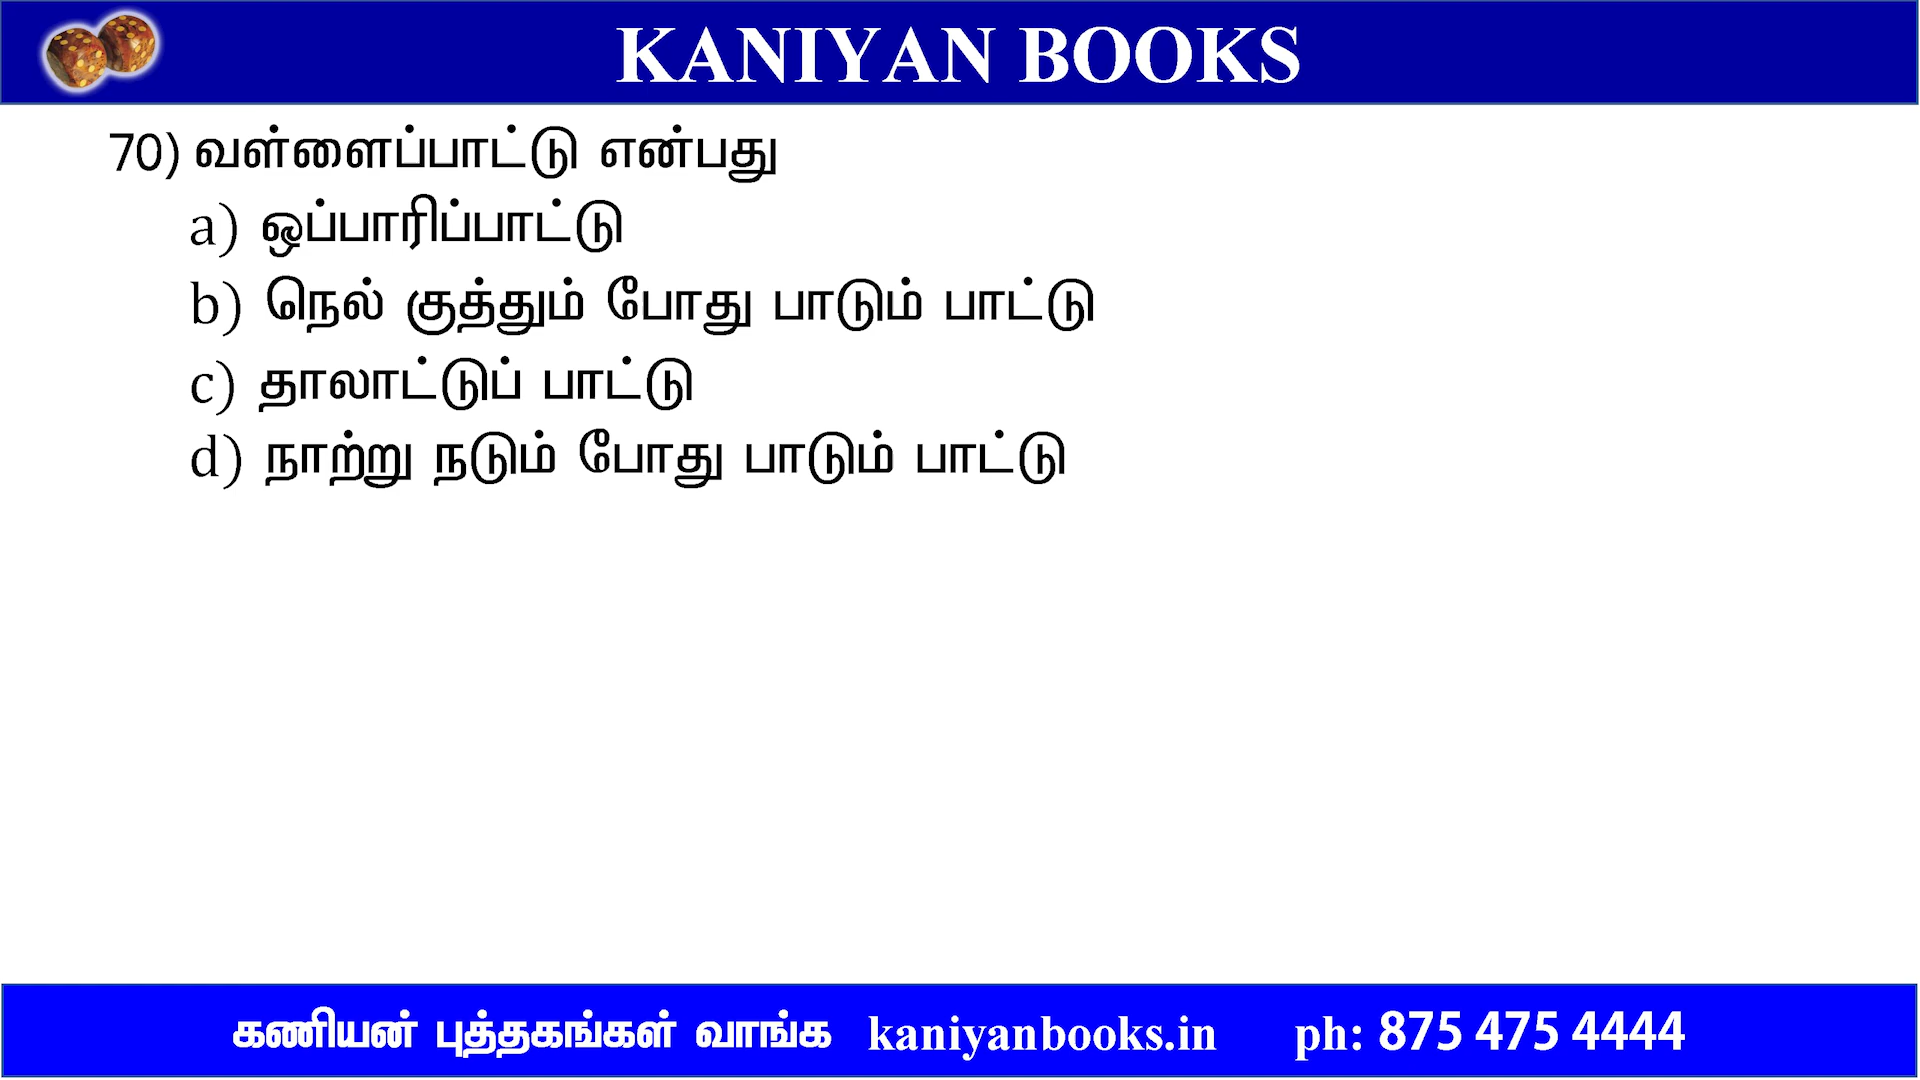 KANIYAN BOOKS
70) வள்ளைப்பாட்டு என்பது
a) ஒப்பாரிப்பாட்டு
b) நெல் குத்தும் போது பாடும் பாட்டு
c) தாலாட்டுப் பாட்டு
d) நாற்று நடும் போது பாடும் பாட்டு
கணியன் புத்தகங்கள் வாங்க kaniyanbooks.in ph: 875 475 4444